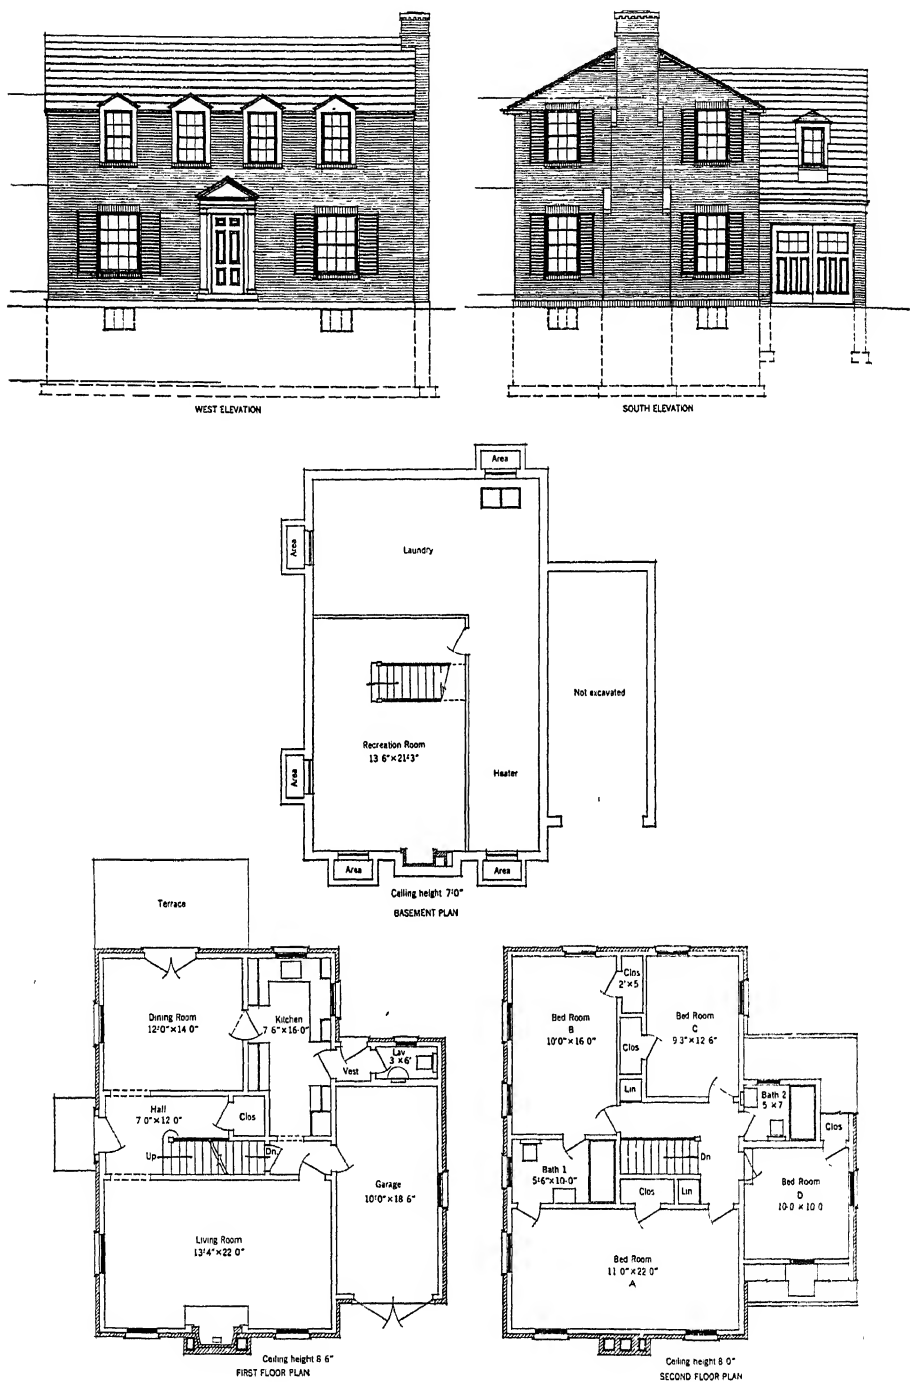 WEST ELEVATION
SOUTH ELEVATION
Area
Area
Laundry
Not excavated
Recreation Room
13 6"×21'3"
Area
Heater
Area
Area
Ceiling height 7'0"
BASEMENT PLAN
Terrace
Dining Room
12'0"×14 0"
Kitchen
7 6"×16-0"
Lav
3 ×6'
Vest
Hall
7 0"×12 0"
Clos
Up
Dn
Garage
10'0"×18 6"
Living Room
13'4"×22 0"
Ceiling height 8 6"
FIRST FLOOR PLAN
Clos
2'×5
Bed Room
B
10'0"×16 0"
Bed Room
C
9 3"×12 6"
Clos
Lin
Bath 2
5 ×7
Clos
Bath 1
5'6"×10-0"
Dn
Clos
Lin
Bed Room
D
10-0 ×10 0
Bed Room
11 0"×22 0"
A
Ceiling height 8 0"
SECOND FLOOR PLAN